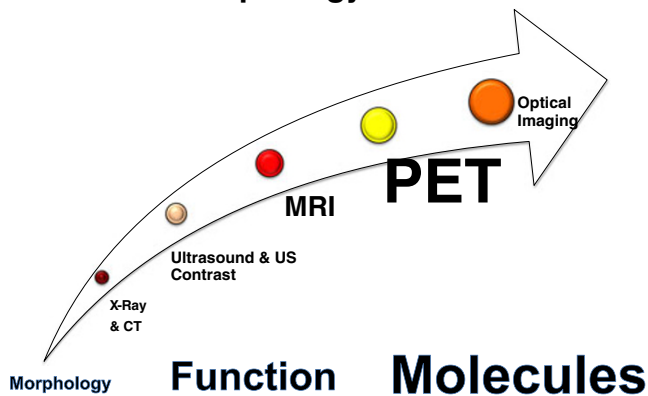 Optical
Imaging
PET
MRI
Ultrasound & US
Contrast
X-Ray
& CT
Morphology
Function
Molecules